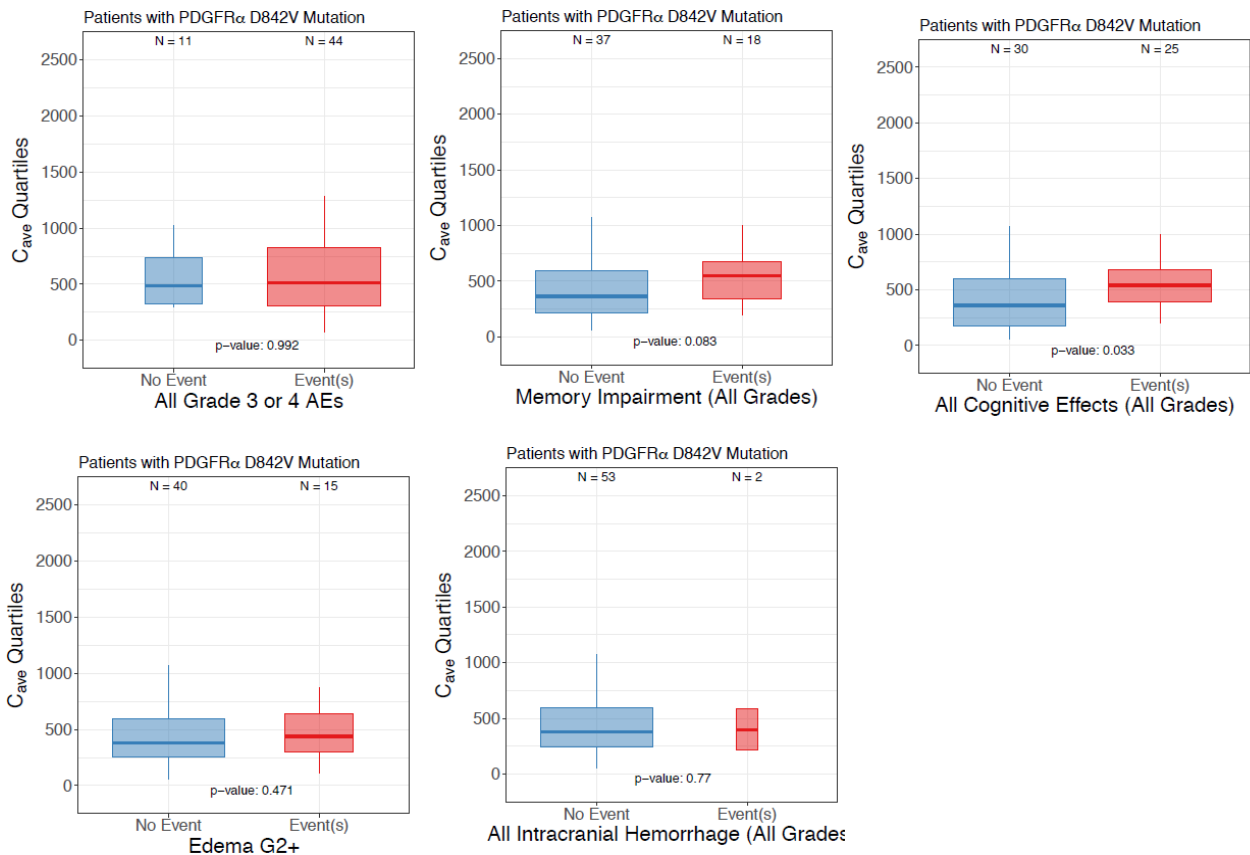 Patients with PDGFRα D842V Mutation
N = 11 N = 44
2500
2000
1500
1000
500
0
Cave Quartiles
p-value: 0.992
No Event Event(s)
All Grade 3 or 4 AEs
Patients with PDGFRα D842V Mutation
N = 37 N = 18
2500
2000
1500
1000
500
0
Cave Quartiles
p-value: 0.083
No Event Event(s)
Memory Impairment (All Grades)
Patients with PDGFRα D842V Mutation
N = 30 N = 25
2500
2000
1500
1000
500
0
Cave Quartiles
p-value: 0.033
No Event Event(s)
All Cognitive Effects (All Grades)
Patients with PDGFRα D842V Mutation
N = 40 N = 15
2500
2000
1500
1000
500
0
Cave Quartiles
p-value: 0.471
No Event Event(s)
Edema G2+
Patients with PDGFRα D842V Mutation
N = 53 N = 2
2500
2000
1500
1000
500
0
Cave Quartiles
p-value: 0.77
No Event Event(s)
All Intracranial Hemorrhage (All Grades